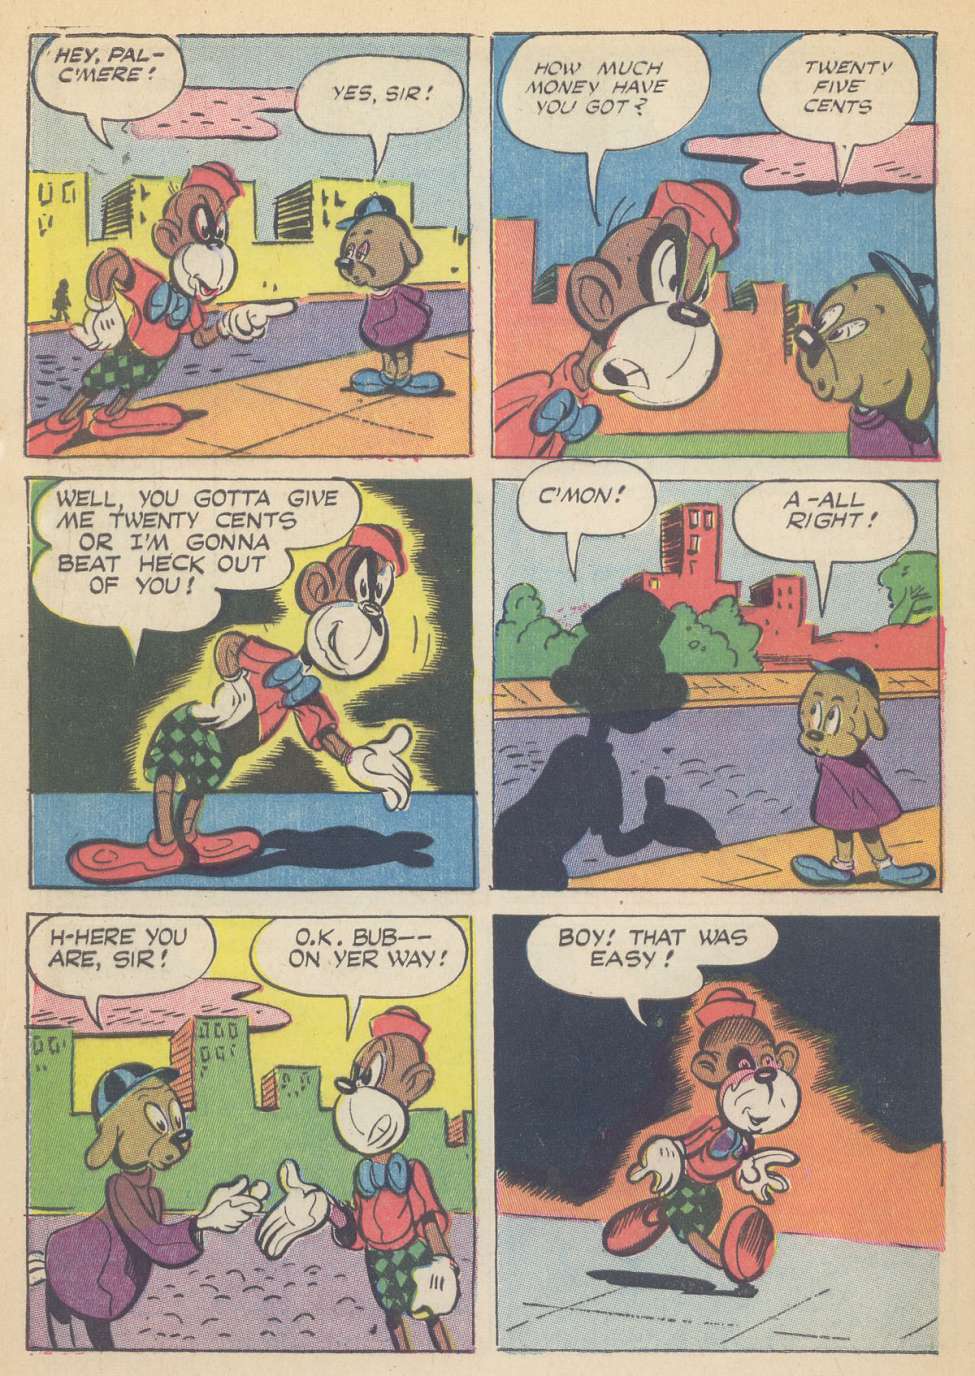 HEY, PAL-
C'MERE!
YES, SIR!
HOW MUCH
MONEY HAVE
YOU GOT?
TWENTY
FIVE
CENTS
WELL, YOU GOTTA GIVE
ME TWENTY CENTS
OR I'M GONNA
BEAT HECK OUT
OF YOU!
C'MON!
A-ALL
RIGHT!
H-HERE YOU
ARE, SIR!
O.K. BUB--
ON YER WAY!
BOY! THAT WAS
EASY!